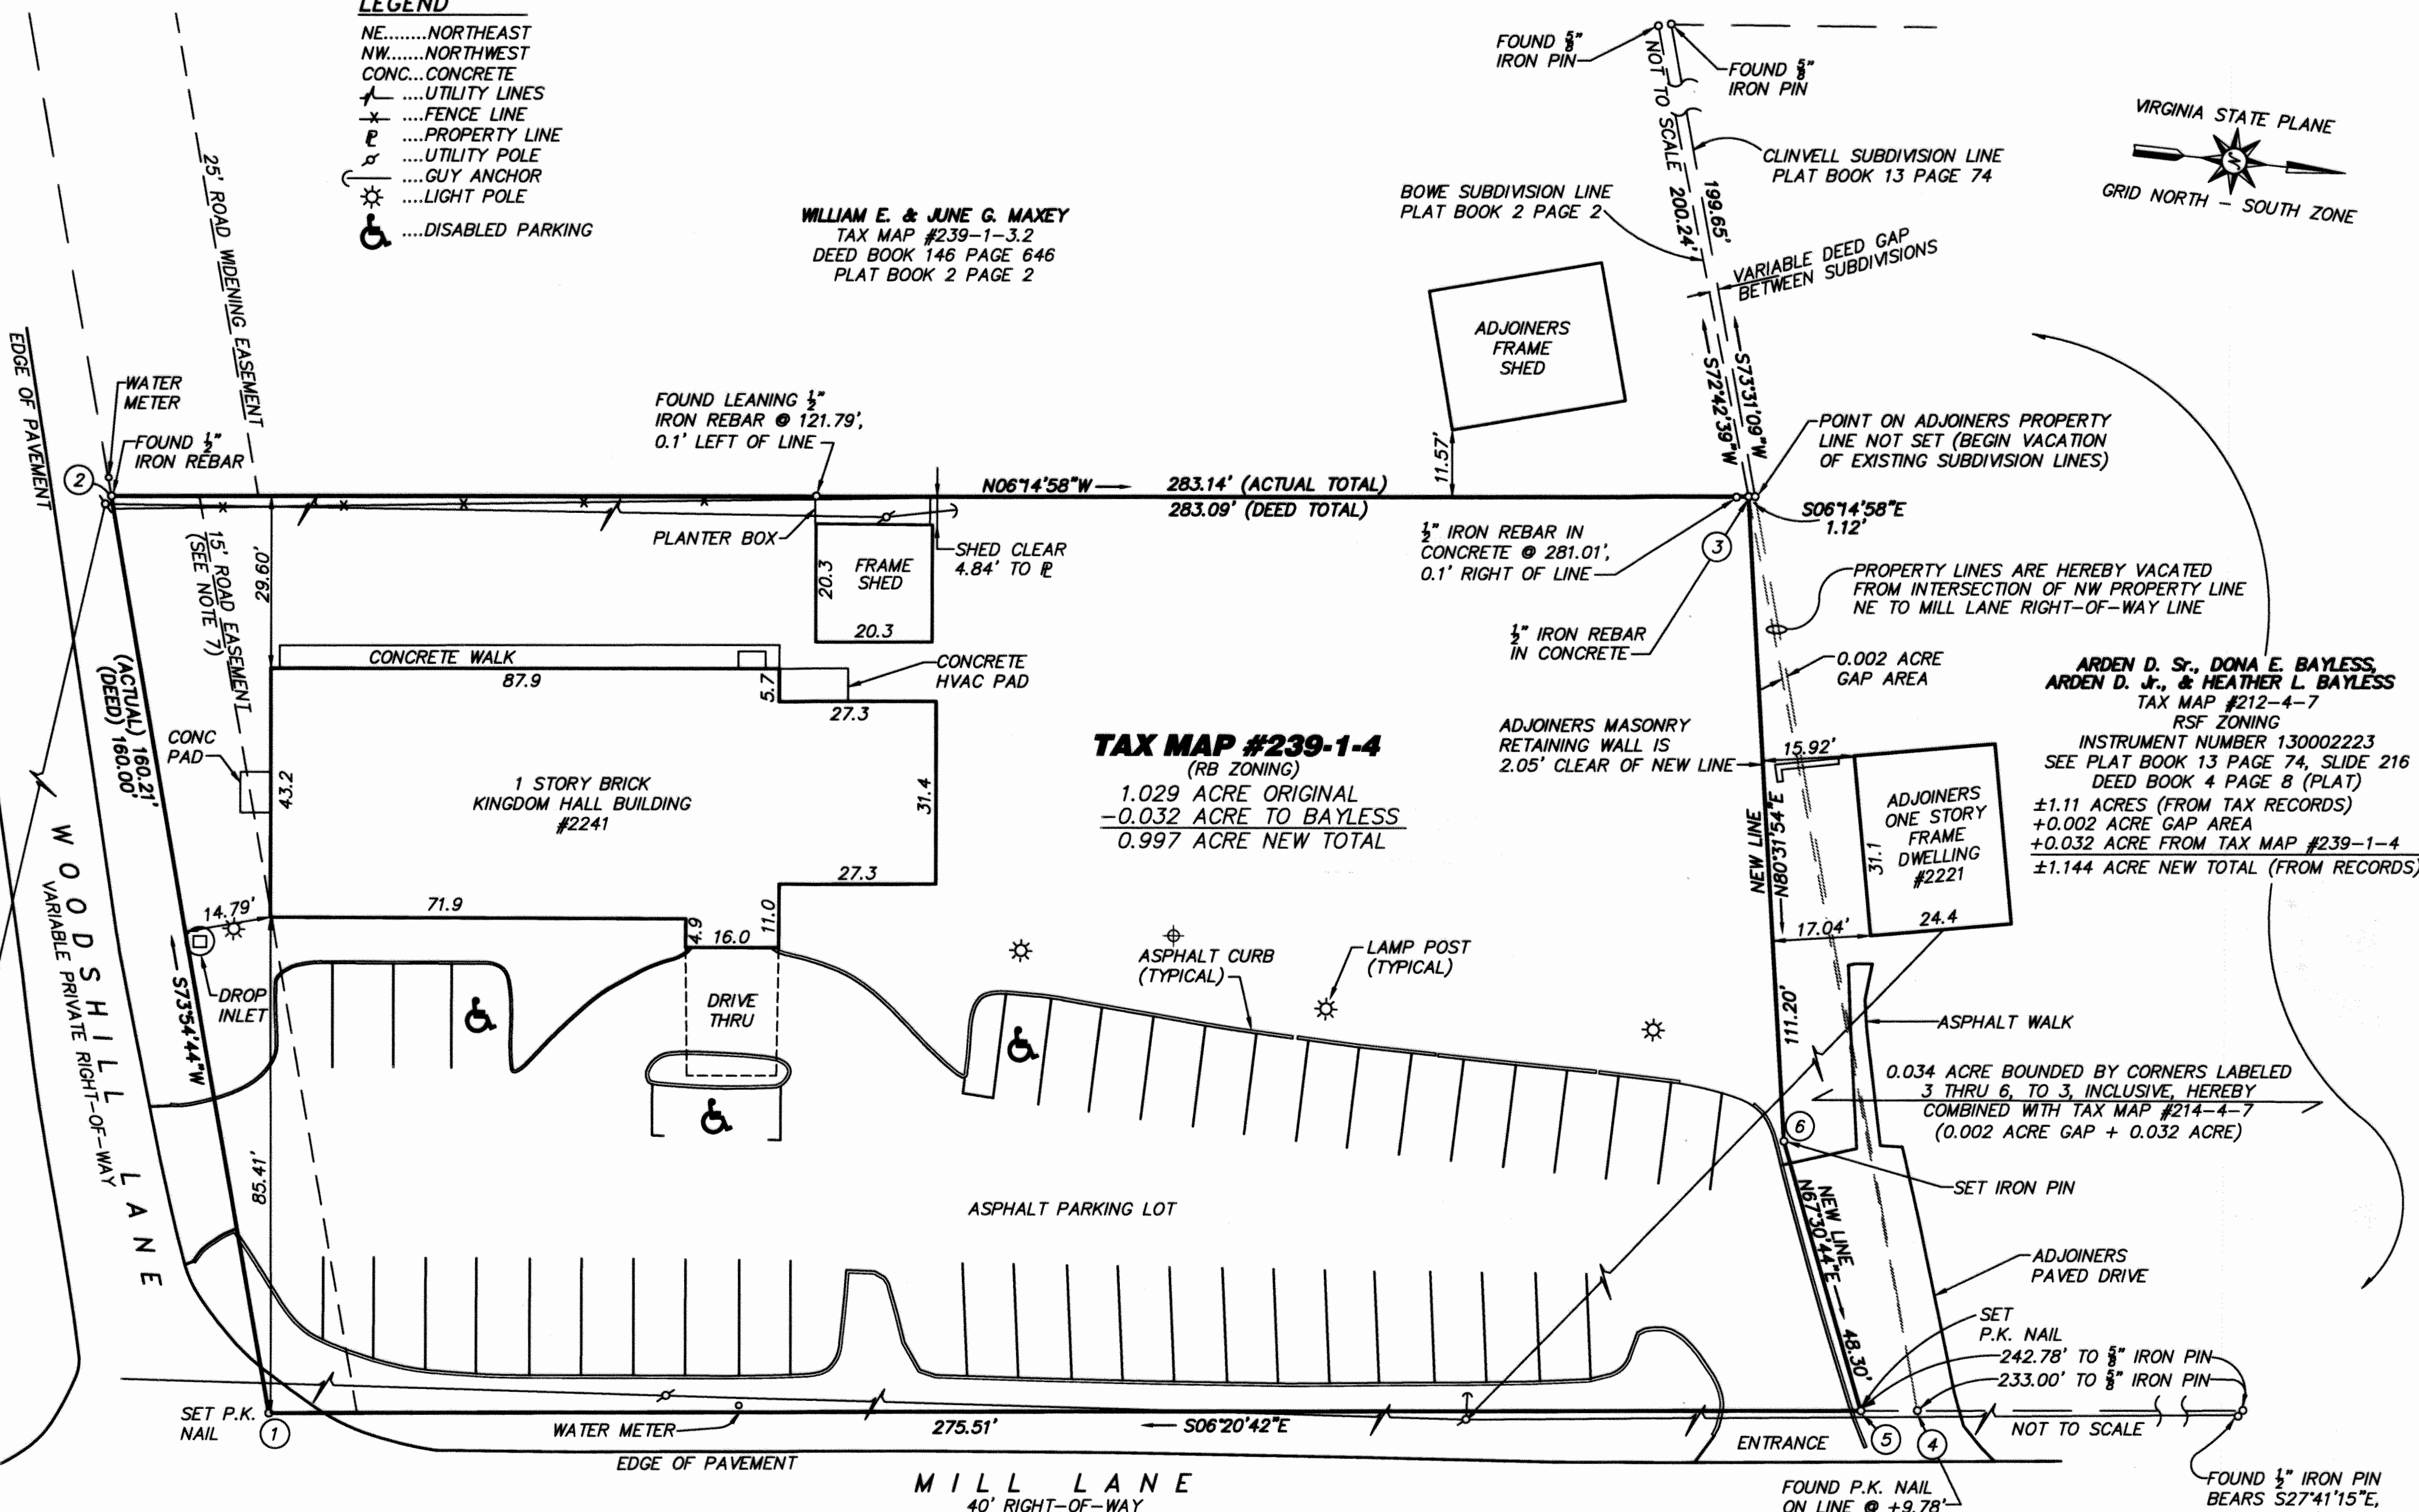 LEGEND
NE........NORTHEAST
NW.......NORTHWEST
CONC...CONCRETE
....UTILITY LINES
....FENCE LINE
....PROPERTY LINE
....UTILITY POLE
....GUY ANCHOR
....LIGHT POLE
....DISABLED PARKING
25' ROAD WIDENING EASEMENT
EDGE OF PAVEMENT
WILLIAM E. & JUNE G. MAXEY
TAX MAP #239-1-3.2
DEED BOOK 146 PAGE 646
PLAT BOOK 2 PAGE 2
FOUND 5/8"
IRON PIN
FOUND 5/8"
IRON PIN
NOT TO SCALE
200.24'
199.65'
CLINVELL SUBDIVISION LINE
PLAT BOOK 13 PAGE 74
BOWE SUBDIVISION LINE
PLAT BOOK 2 PAGE 2
VARIABLE DEED GAP
BETWEEN SUBDIVISIONS
VIRGINIA STATE PLANE
N
GRID NORTH - SOUTH ZONE
ADJOINERS
FRAME
SHED
11.57'
S72°42'39"W
S73°31'09"W
WATER
METER
FOUND 1/2"
IRON REBAR
2
FOUND LEANING 1/2"
IRON REBAR @ 121.79',
0.1' LEFT OF LINE
N06°14'58"W
283.14' (ACTUAL TOTAL)
283.09' (DEED TOTAL)
POINT ON ADJOINERS PROPERTY
LINE NOT SET (BEGIN VACATION
OF EXISTING SUBDIVISION LINES)
S06°14'58"E
1.12'
PLANTER BOX
SHED CLEAR
4.84' TO PL
FRAME
SHED
20.3
20.3
1/2" IRON REBAR IN
CONCRETE @ 281.01',
0.1' RIGHT OF LINE
3
1/2" IRON REBAR
IN CONCRETE
PROPERTY LINES ARE HEREBY VACATED
FROM INTERSECTION OF NW PROPERTY LINE
NE TO MILL LANE RIGHT-OF-WAY LINE
0.002 ACRE
GAP AREA
15' ROAD EASEMENT
(SEE NOTE 7)
29.69'
(ACTUAL) 160.21'
(DEED) 160.00'
CONCRETE WALK
87.9
5.7
CONCRETE
HVAC PAD
27.3
CONC
PAD
43.2
1 STORY BRICK
KINGDOM HALL BUILDING
#2241
31.4
27.3
71.9
4.9
16.0
11.0
TAX MAP #239-1-4
(RB ZONING)
1.029 ACRE ORIGINAL
-0.032 ACRE TO BAYLESS
0.997 ACRE NEW TOTAL
ADJOINERS MASONRY
RETAINING WALL IS
2.05' CLEAR OF NEW LINE
15.92'
NEW LINE
N80°31'54"E
111.20'
ADJOINERS
ONE STORY
FRAME
DWELLING
#2221
31.1
24.4
17.04'
ARDEN D. Sr., DONA E. BAYLESS,
ARDEN D. Jr., & HEATHER L. BAYLESS
TAX MAP #212-4-7
RSF ZONING
INSTRUMENT NUMBER 130002223
SEE PLAT BOOK 13 PAGE 74, SLIDE 216
DEED BOOK 4 PAGE 8 (PLAT)
±1.11 ACRES (FROM TAX RECORDS)
+0.002 ACRE GAP AREA
+0.032 ACRE FROM TAX MAP #239-1-4
±1.144 ACRE NEW TOTAL (FROM RECORDS)
14.79'
DROP
INLET
S73°54'44"W
WOODSHILL LANE
VARIABLE PRIVATE RIGHT-OF-WAY
DRIVE
THRU
ASPHALT CURB
(TYPICAL)
LAMP POST
(TYPICAL)
ASPHALT WALK
0.034 ACRE BOUNDED BY CORNERS LABELED
3 THRU 6, TO 3, INCLUSIVE, HEREBY
COMBINED WITH TAX MAP #214-4-7
(0.002 ACRE GAP + 0.032 ACRE)
6
SET IRON PIN
85.41'
ASPHALT PARKING LOT
NEW LINE
N67°30'44"E
48.30'
ADJOINERS
PAVED DRIVE
SET
P.K. NAIL
242.78' TO 5/8" IRON PIN
233.00' TO 5/8" IRON PIN
NOT TO SCALE
SET P.K.
NAIL
1
WATER METER
275.51'
S06°20'42"E
ENTRANCE
5
4
EDGE OF PAVEMENT
MILL LANE
40' RIGHT-OF-WAY
FOUND P.K. NAIL
ON LINE @ +9.78'
FOUND 1/2" IRON PIN
BEARS S27°41'15"E,